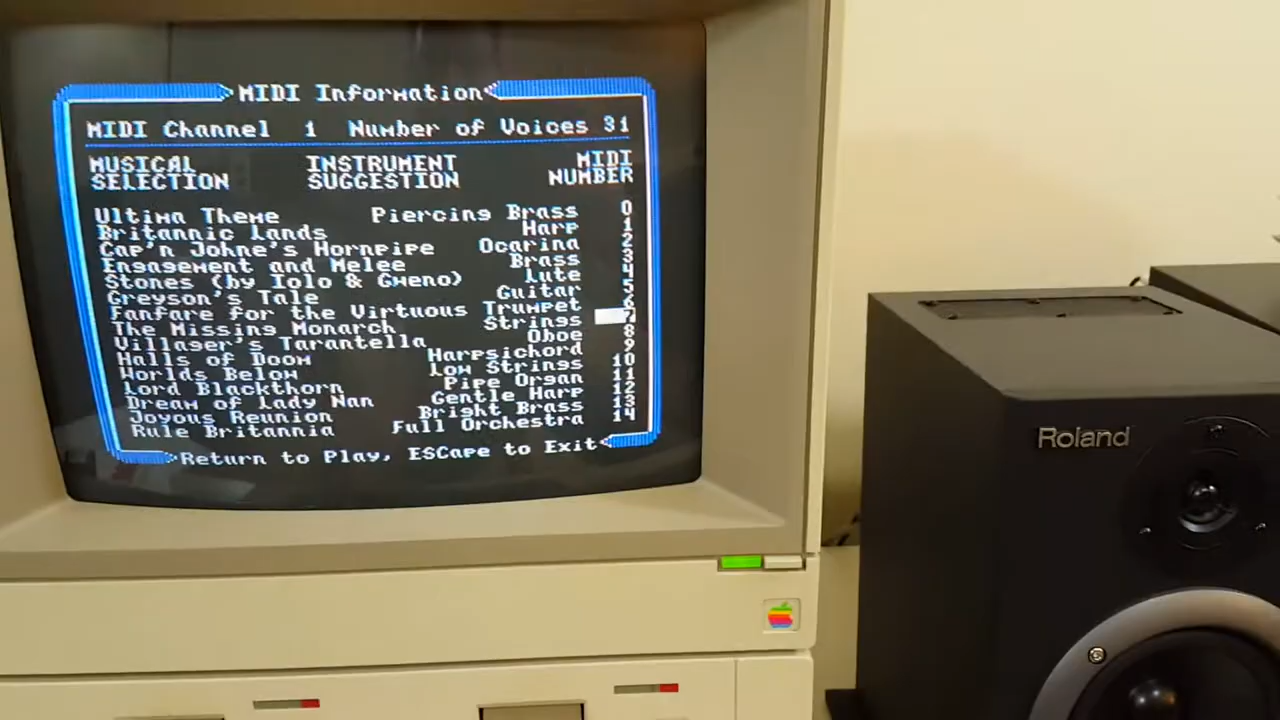 MIDI Information
MIDI Channel 1 Number of Voices 31
MUSICAL INSTRUMENT MIDI
SELECTION SUGGESTION NUMBER
Ultima Theme Piercing Brass 0
Britannic Lands Harp 1
Cap'n Johne's Hornpipe Ocarina 2
Engagement and Melee Brass 3
Stones (by Iolo & Gweno) Lute 4
Greyson's Tale Guitar 5
Fanfare for the Virtuous Trumpet 6
The Missing Monarch Strings 7
Villager's Tarantella Oboe 8
Halls of Doom Harpsichord 9
Worlds Below Low Strings 10
Lord Blackthorn Pipe Organ 11
Dream of Lady Nan Gentle Harp 12
Joyous Reunion Bright Brass 13
Rule Britannia Full Orchestra 14
Return to Play, ESCape to Exit
Roland